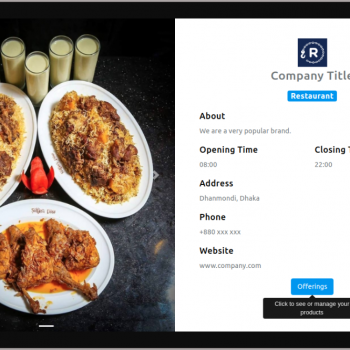 R
Company Title
Restaurant
About
We are a very popular brand.
Opening Time
Closing T
08:00
22:00
Address
Dhanmondi, Dhaka
Phone
+880 xxx xxx
Website
www.company.com
Offerings
Click to see or manage your
products